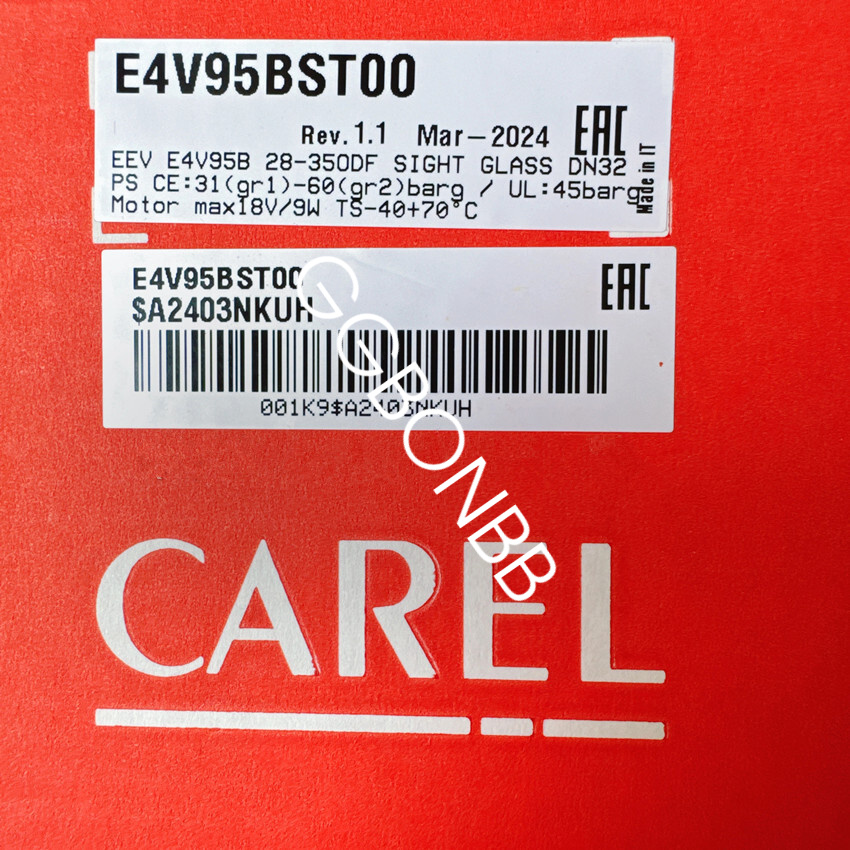 E4V95BST00
Rev. 1.1 Mar-2024 EAC
EEV E4V95B 28-350DF SIGHT GLASS DN32
PS CE:31(gr1)-60(gr2)barg / UL:45barg
Motor max18V/9W TS-40+70°C
Made in IT
E4V95BST00 EAC
$A2403NKUH
001K9$A2403NKUH
GGBONBB
CAREL